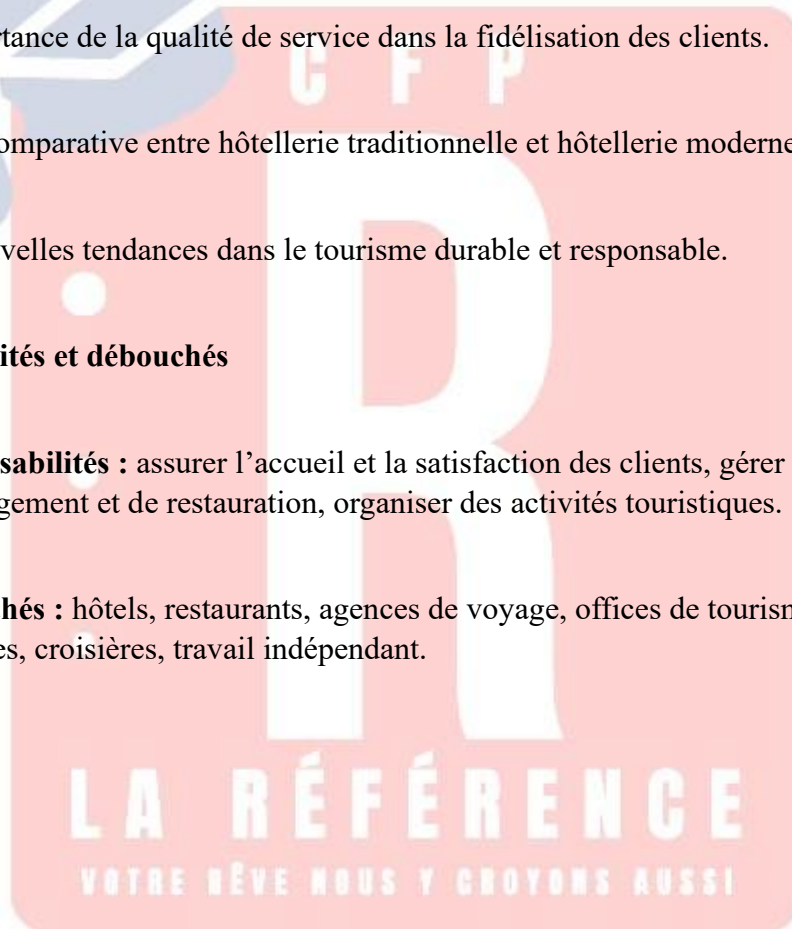 rtance de la qualité de service dans la fidélisation des clients.
C F P
omparative entre hôtellerie traditionnelle et hôtellerie moderne
velles tendances dans le tourisme durable et responsable.
ités et débouchés
sabilités : assurer l’accueil et la satisfaction des clients, gérer
gement et de restauration, organiser des activités touristiques.
hés : hôtels, restaurants, agences de voyage, offices de tourism
es, croisières, travail indépendant.
R
LA RÉFÉRENCE
VOTRE RÊVE NOUS Y CROYONS AUSSI